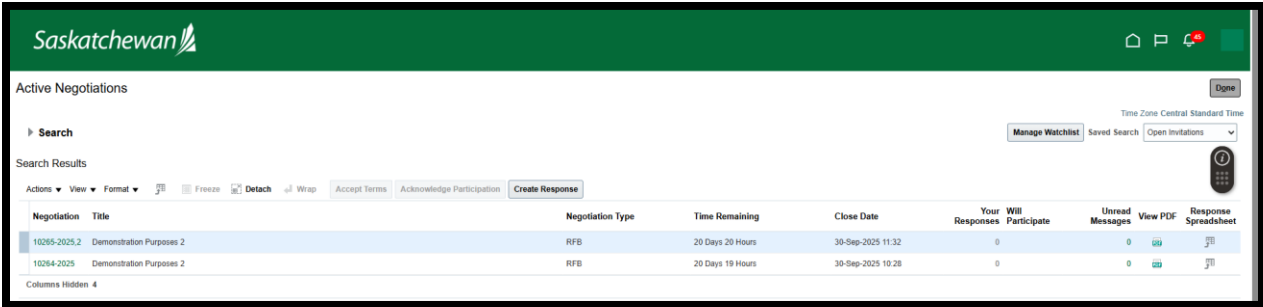 Saskatchewan
45
Active Negotiations
Done
Time Zone Central Standard Time
Search
Manage Watchlist Saved Search Open Invitations
Search Results
Actions View Format Freeze Detach Wrap Accept Terms Acknowledge Participation Create Response
Negotiation Title Negotiation Type Time Remaining Close Date Your Responses Will Participate Unread Messages View PDF Response Spreadsheet
10265-2025,2 Demonstration Purposes 2 RFB 20 Days 20 Hours 30-Sep-2025 11:32 0 0
10264-2025 Demonstration Purposes 2 RFB 20 Days 19 Hours 30-Sep-2025 10:28 0 0
Columns Hidden 4